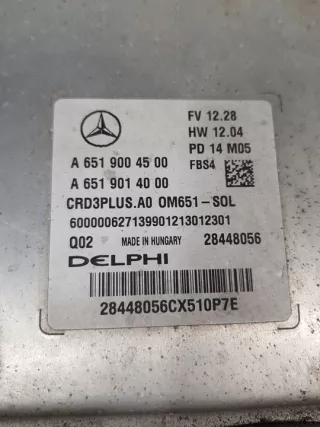 FV 12.28
HW 12.04
PD 14 M05
A 651 900 45 00 FBS4
A 651 901 40 00
CRD3PLUS.A0 OM651-SOL
600000627139901213012301
Q02 MADE IN HUNGARY 28448056
DELPHI
28448056CX510P7E